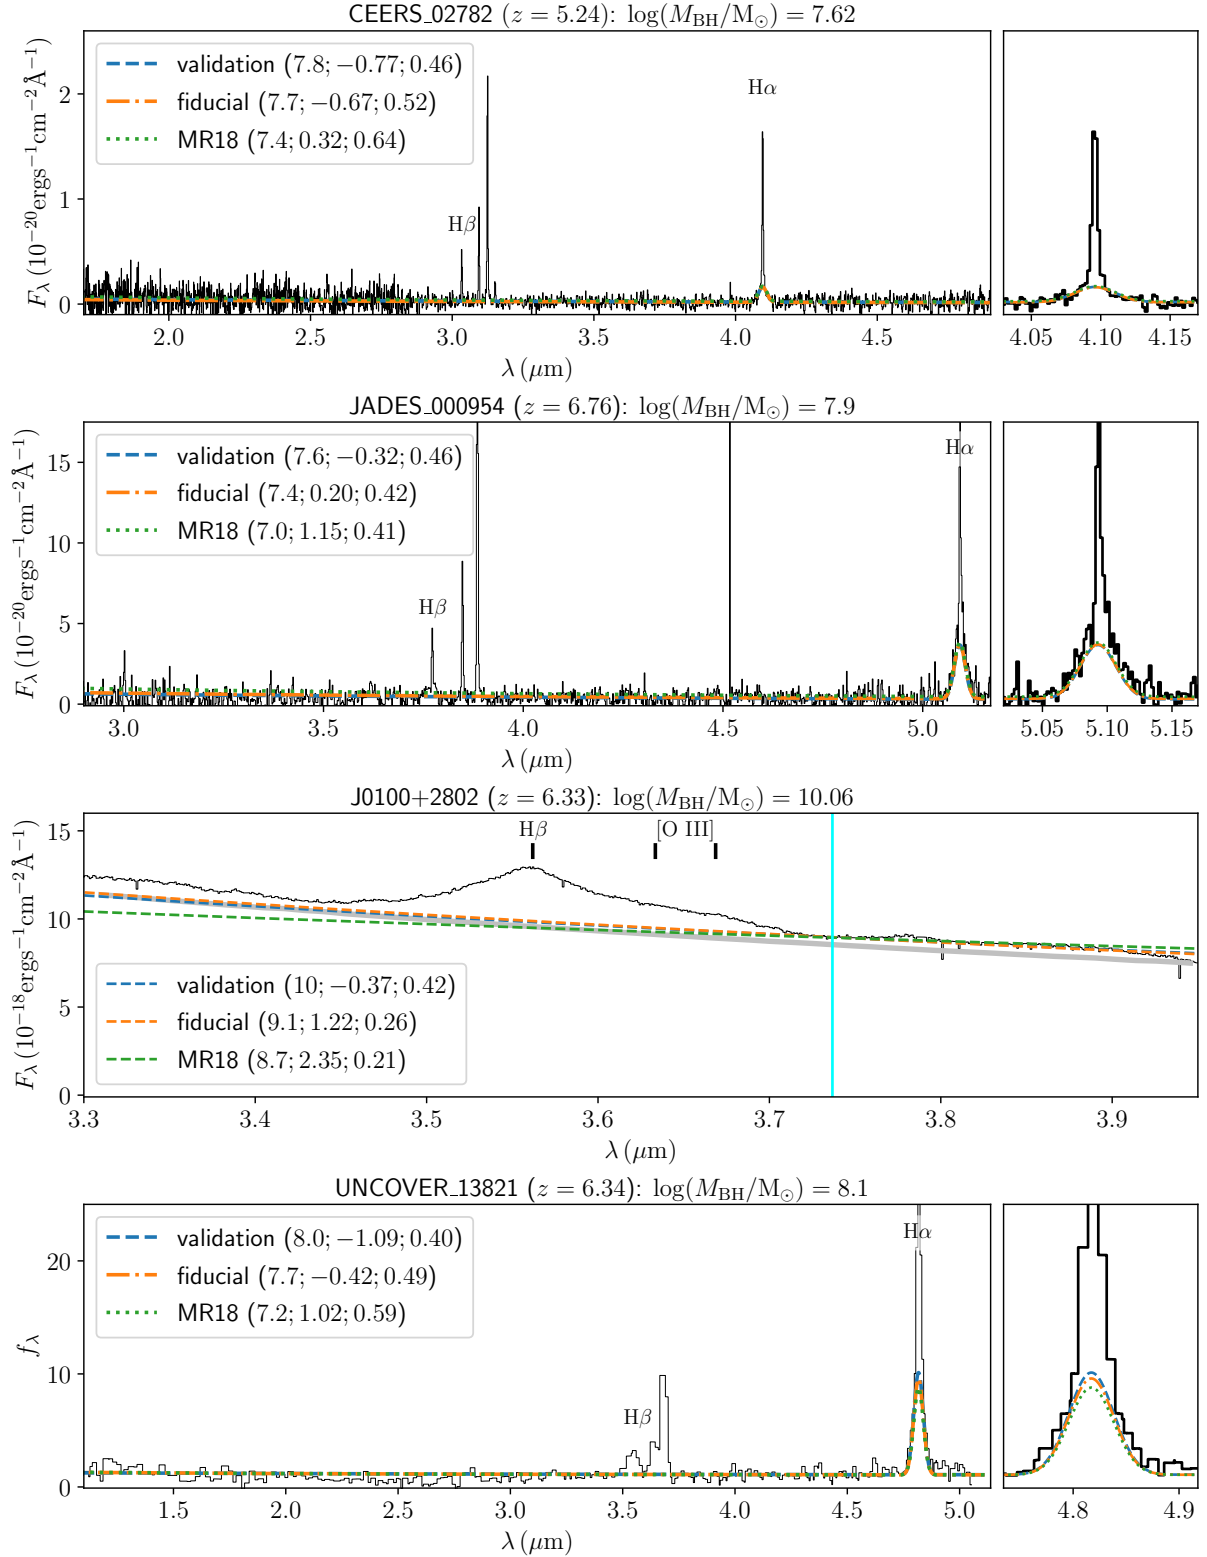 CEERS_02782 (z = 5.24): log(M_BH/M_⊙) = 7.62
validation (7.8; −0.77; 0.46)
fiducial (7.7; −0.67; 0.52)
MR18 (7.4; 0.32; 0.64)
Hβ
Hα
F_λ (10^−20 ergs^−1 cm^−2 Å^−1)
2
1
0
2.0 2.5 3.0 3.5 4.0 4.5
4.05 4.10 4.15
λ (μm)
JADES_000954 (z = 6.76): log(M_BH/M_⊙) = 7.9
validation (7.6; −0.32; 0.46)
fiducial (7.4; 0.20; 0.42)
MR18 (7.0; 1.15; 0.41)
Hβ
Hα
F_λ (10^−20 ergs^−1 cm^−2 Å^−1)
15
10
5
0
3.0 3.5 4.0 4.5 5.0
5.05 5.10 5.15
λ (μm)
J0100+2802 (z = 6.33): log(M_BH/M_⊙) = 10.06
Hβ
[O III]
validation (10; −0.37; 0.42)
fiducial (9.1; 1.22; 0.26)
MR18 (8.7; 2.35; 0.21)
F_λ (10^−18 ergs^−1 cm^−2 Å^−1)
15
10
5
0
3.3 3.4 3.5 3.6 3.7 3.8 3.9
λ (μm)
UNCOVER_13821 (z = 6.34): log(M_BH/M_⊙) = 8.1
validation (8.0; −1.09; 0.40)
fiducial (7.7; −0.42; 0.49)
MR18 (7.2; 1.02; 0.59)
Hβ
Hα
f_λ
20
10
0
1.5 2.0 2.5 3.0 3.5 4.0 4.5 5.0
4.8 4.9
λ (μm)